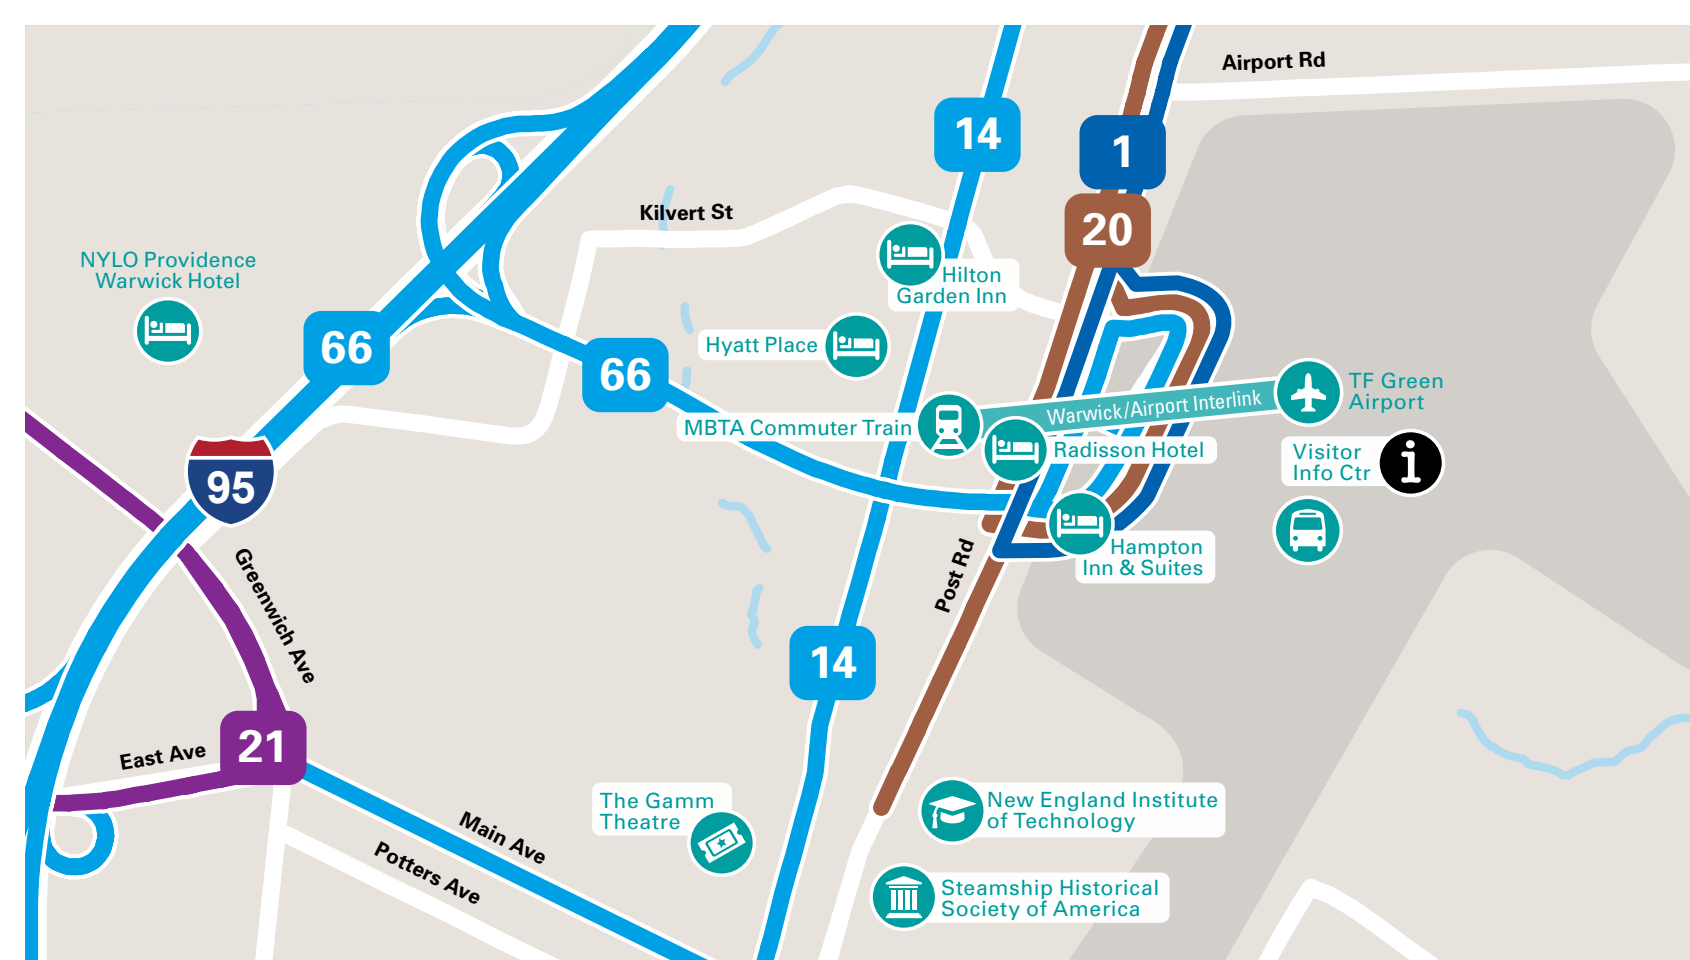 Airport Rd
14
1
20
Kilvert St
NYLO Providence
Warwick Hotel
Hilton
Garden Inn
66
66
Hyatt Place
TF Green
Airport
Warwick/Airport Interlink
MBTA Commuter Train
Radisson Hotel
Visitor
Info Ctr
i
95
Hampton
Inn & Suites
Post Rd
Greenwich Ave
14
21
East Ave
The Gamm
Theatre
Main Ave
Potters Ave
New England Institute
of Technology
Steamship Historical
Society of America